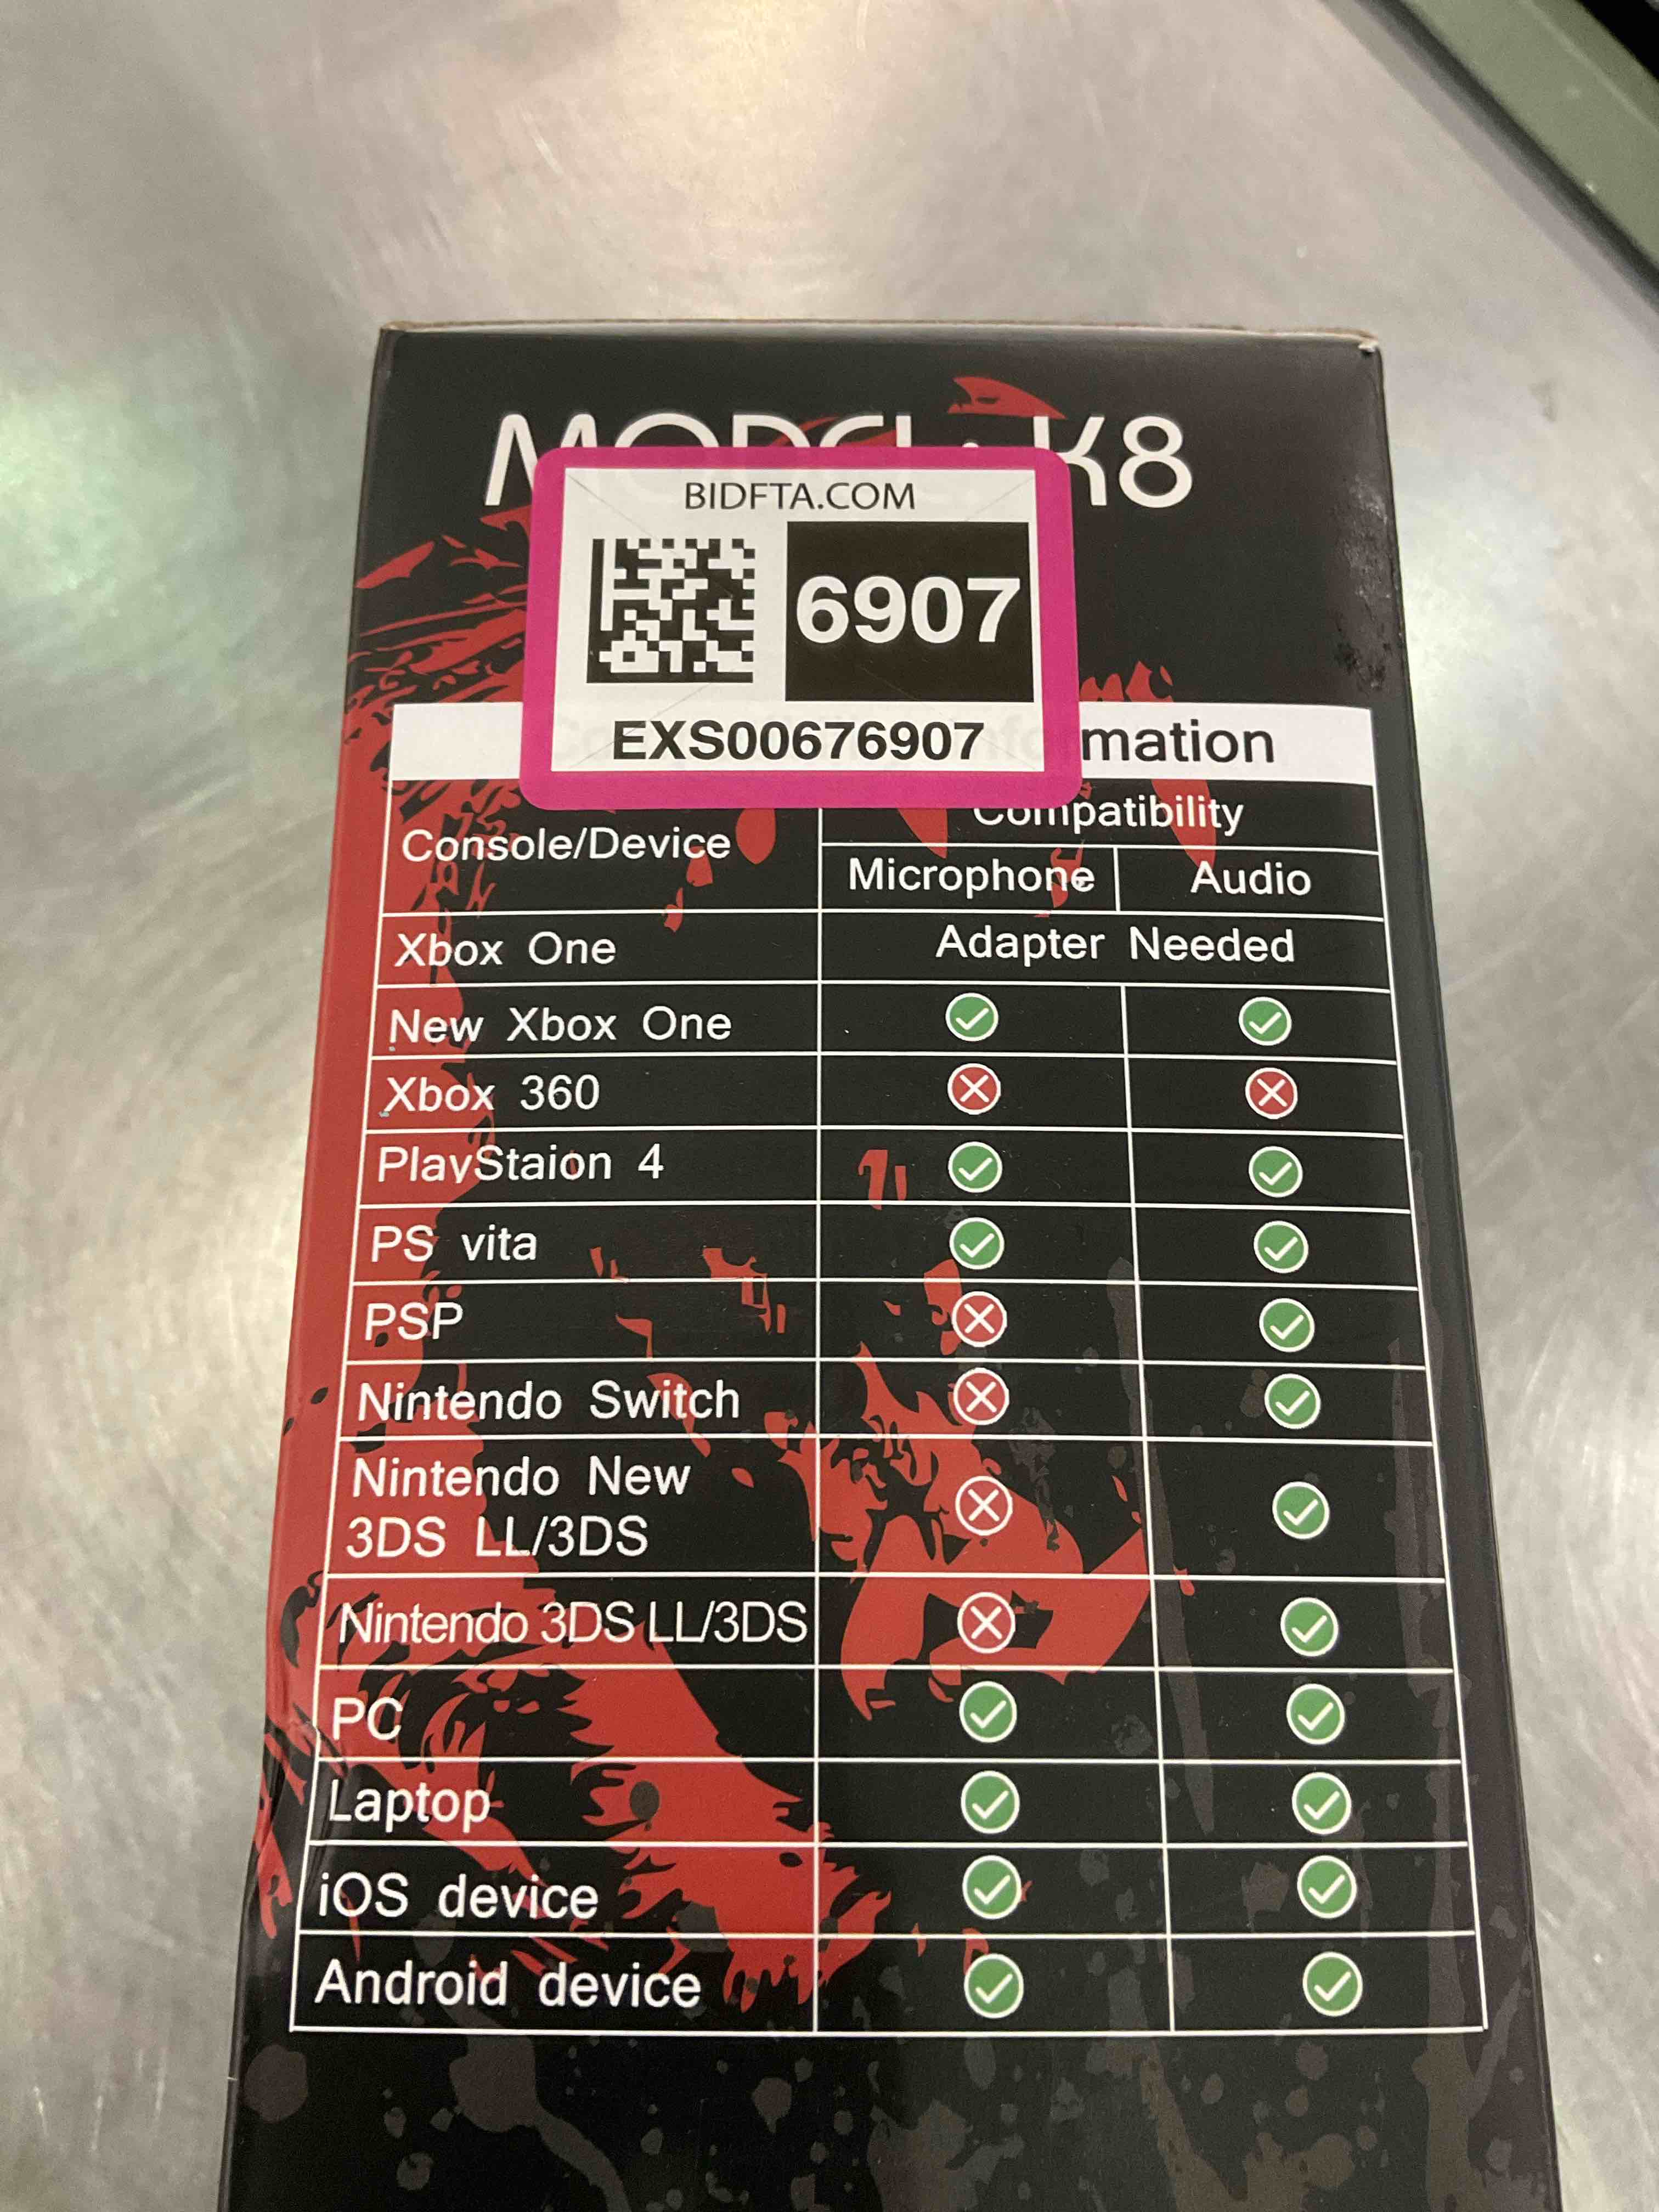 MODEL: K8
BIDFTA.COM
6907
EXS00676907
mation
Console/Device
Compatibility
Microphone
Audio
Xbox One
Adapter Needed
New Xbox One
Xbox 360
PlayStaion 4
PS vita
PSP
Nintendo Switch
Nintendo New
3DS LL/3DS
Nintendo 3DS LL/3DS
PC
Laptop
iOS device
Android device